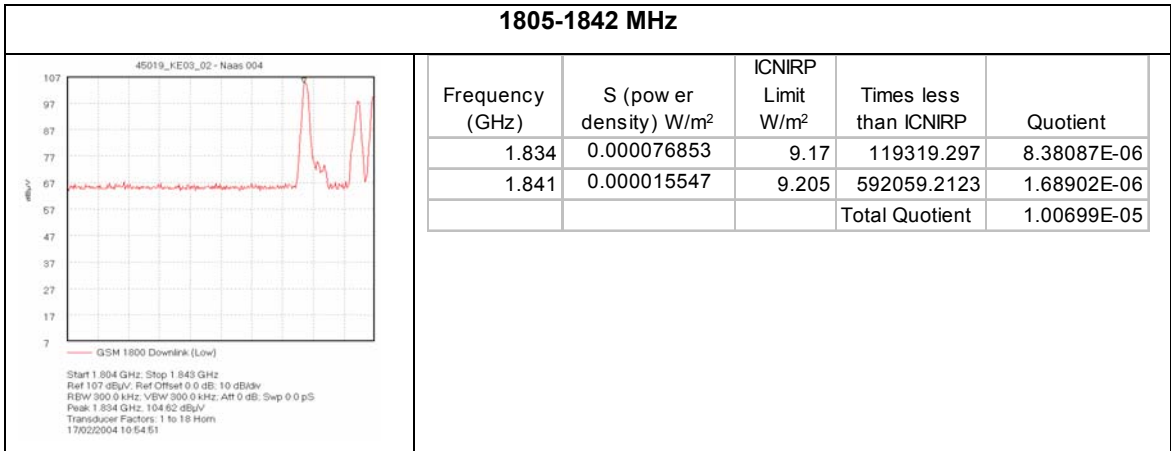 1805-1842 MHz
45019_KE03_02 - Naas 004
107
97
87
77
67
57
47
37
27
17
7
dBµV
GSM 1800 Downlink (Low)
Start 1.804 GHz; Stop 1.843 GHz
Ref 107 dBµV; Ref Offset 0.0 dB; 10 dB/div
RBW 300.0 kHz; VBW 300.0 kHz; Att 0 dB; Swp 0.0 pS
Peak 1.834 GHz, 104.62 dBµV
Transducer Factors: 1 to 18 Horn
17/02/2004 10:54:51
Frequency (GHz) S (pow er density) W/m² ICNIRP Limit W/m² Times less than ICNIRP Quotient
1.834 0.000076853 9.17 119319.297 8.38087E-06
1.841 0.000015547 9.205 592059.2123 1.68902E-06
Total Quotient 1.00699E-05